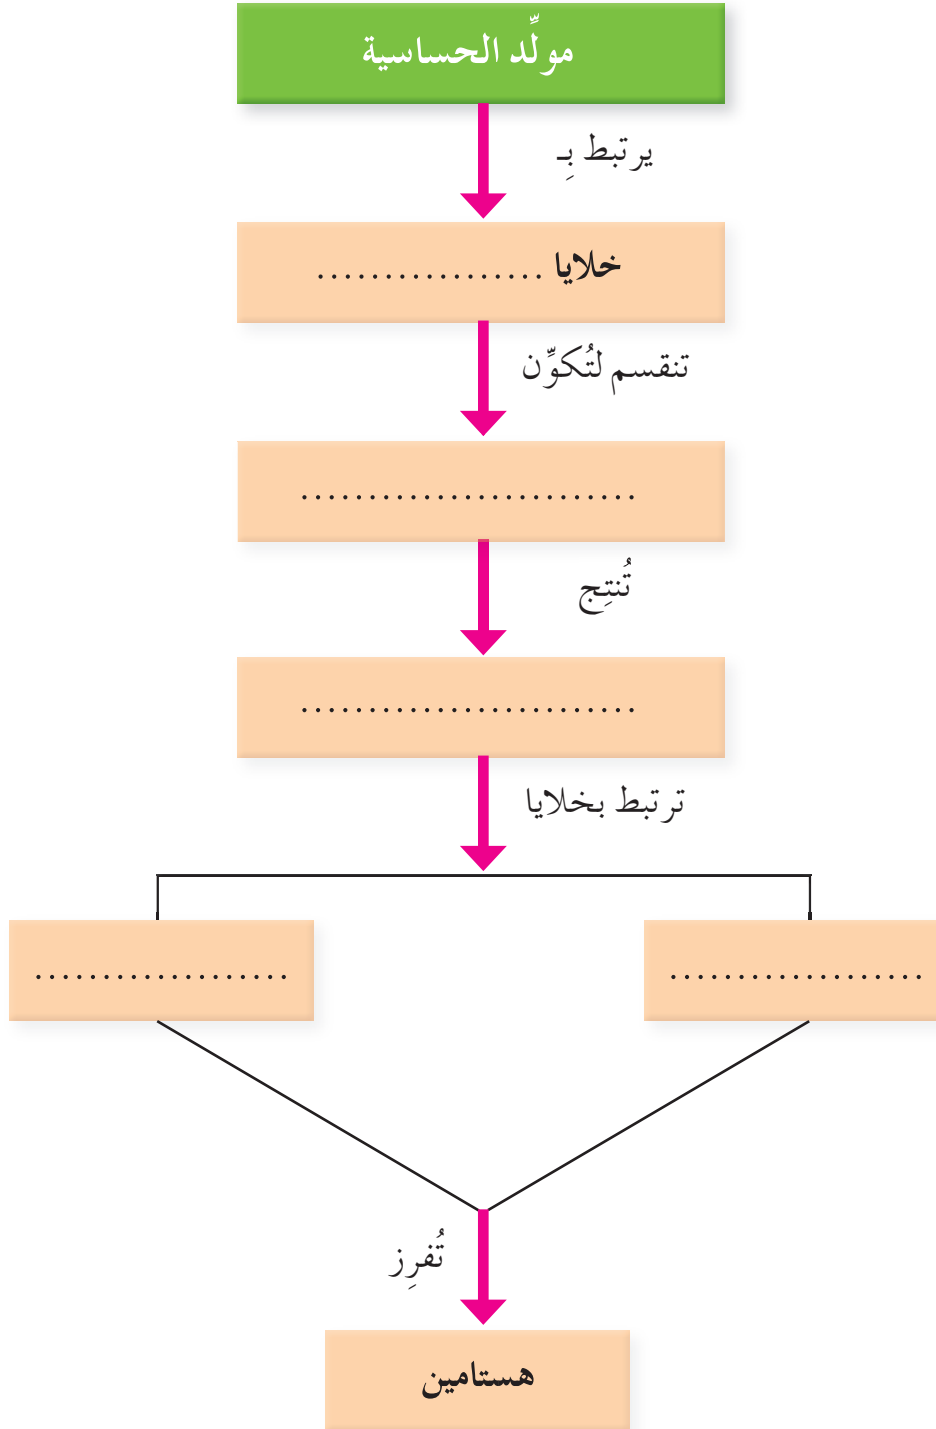 مولِّد الحساسية
يرتبط بِـ
خلايا .................
تنقسم لتُكوِّن
.........................
تُنتِج
.........................
ترتبط بخلايا
...................
...................
تُفرِز
هستامين